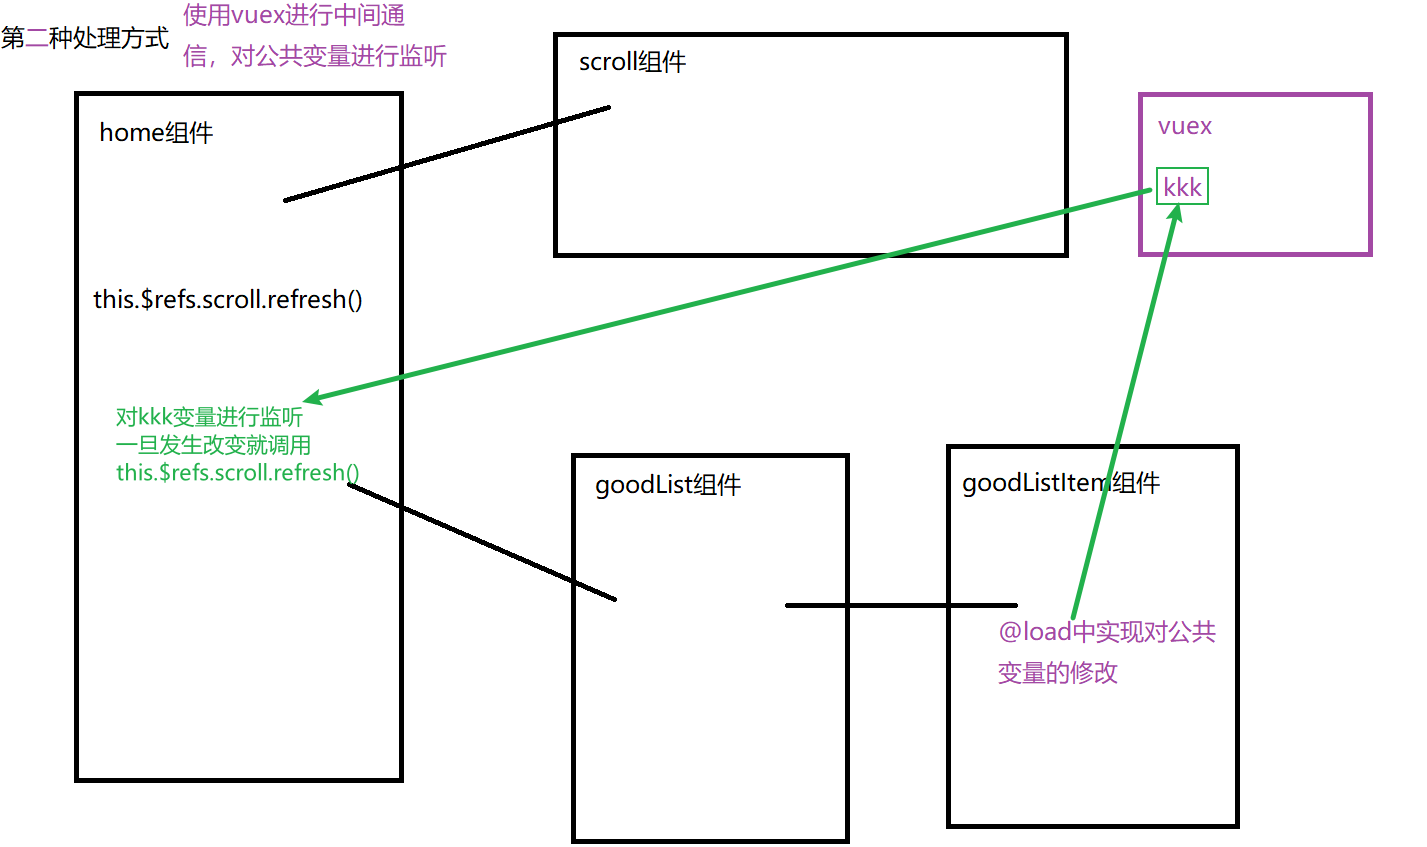 第二种处理方式
使用vuex进行中间通
信，对公共变量进行监听
home组件
this.$refs.scroll.refresh()
对kkk变量进行监听
一旦发生改变就调用
this.$refs.scroll.refresh()
scroll组件
vuex
kkk
goodList组件
goodListItem组件
@load中实现对公共
变量的修改